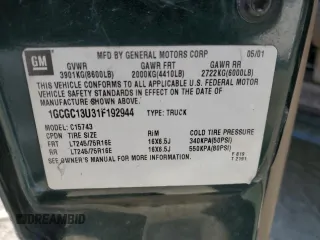 GM
MFD BY GENERAL MOTORS CORP 05/01
GVWR GAWR FRT GAWR RR
3901KG(8600LB) 2000KG(4410LB) 2722KG(6000LB)
THIS VEHICLE CONFORMS TO ALL APPLICABLE U.S. FEDERAL MOTOR
VEHICLE SAFETY STANDARDS IN EFFECT ON THE DATE OF
MANUFACTURE SHOWN ABOVE.
1GCGC13U31F192944 TYPE: TRUCK
GPN: C15743
TIRE SIZE RIM COLD TIRE PRESSURE
FRT LT245/75R16E 16X6.5J 340KPA(50PSI)
RR LT245/75R16E 16X6.5J 550KPA(80PSI)
SEE OWNER'S MANUAL FOR MORE INFORMATION.